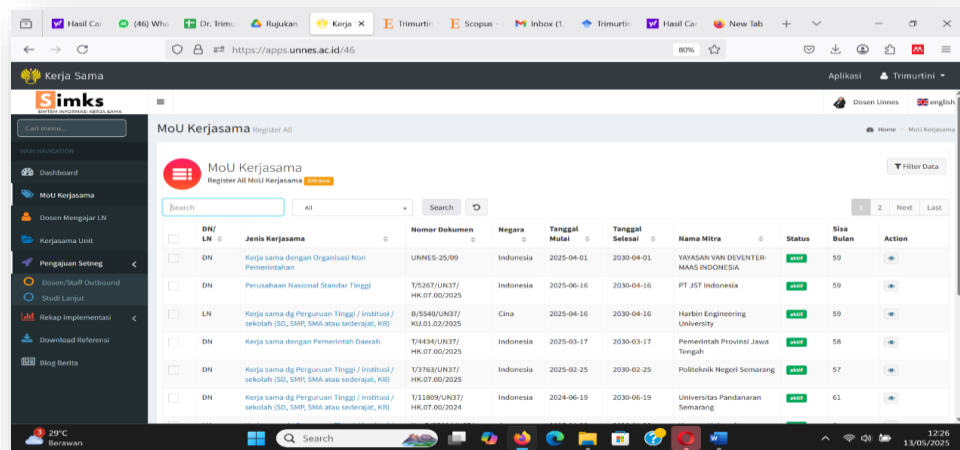 Hasil Car
(46) Wha
Dr. Trimu
Rujukan
Kerja
Trimurtin
Scopus -
Inbox (1.
Trimurtin
Hasil Car
New Tab
https://apps.unnes.ac.id/46
80%
Kerja Sama
Aplikasi
Trimurtini
Simks
SISTEM INFORMASI KERJA SAMA
Dosen Unnes
english
Cari menu...
MAIN NAVIGATION
Dashboard
MoU Kerjasama
Dosen Mengajar LN
Kerjasama Unit
Pengajuan Setneg
Dosen/Staff Outbound
Studi Lanjut
Rekap Implementasi
Download Referensi
Blog Berita
MoU Kerjasama Register All
Home
MoU Kerjasama
MoU Kerjasama
Register All MoU Kerjasama
Filter Data
Search
All
Search
1 2 Next Last
DN/ LN
Jenis Kerjasama
Nomor Dokumen
Negara
Tanggal Mulai
Tanggal Selesai
Nama Mitra
Status
Sisa Bulan
Action
DN Kerja sama dengan Organisasi Non Pemerintahan UNNES-25/09 Indonesia 2025-04-01 2030-04-01 YAYASAN VAN DEVENTER-MAAS INDONESIA aktif 59
DN Perusahaan Nasional Standar Tinggi T/5267/UN37/HK.07.00/2025 Indonesia 2025-06-16 2030-04-16 PT JST Indonesia aktif 59
LN Kerja sama dg Perguruan Tinggi / institusi / sekolah (SD, SMP, SMA atau sederajat, KB) B/5540/UN37/KU.01.02/2025 Cina 2025-04-16 2030-04-16 Harbin Engineering University aktif 59
DN Kerja sama dengan Pemerintah Daerah T/4434/UN37/HK.07.00/2025 Indonesia 2025-03-17 2030-03-17 Pemerintah Provinsi Jawa Tengah aktif 58
DN Kerja sama dg Perguruan Tinggi / institusi / sekolah (SD, SMP, SMA atau sederajat, KB) T/3763/UN37/HK.07.00/2025 Indonesia 2025-02-25 2030-02-25 Politeknik Negeri Semarang aktif 57
DN Kerja sama dg Perguruan Tinggi / institusi / sekolah (SD, SMP, SMA atau sederajat, KB) T/11809/UN37/HK.07.00/2024 Indonesia 2024-06-19 2030-06-19 Universitas Pandanaran Semarang aktif 61
3
29°C
Berawan
Search
12:26
13/05/2025